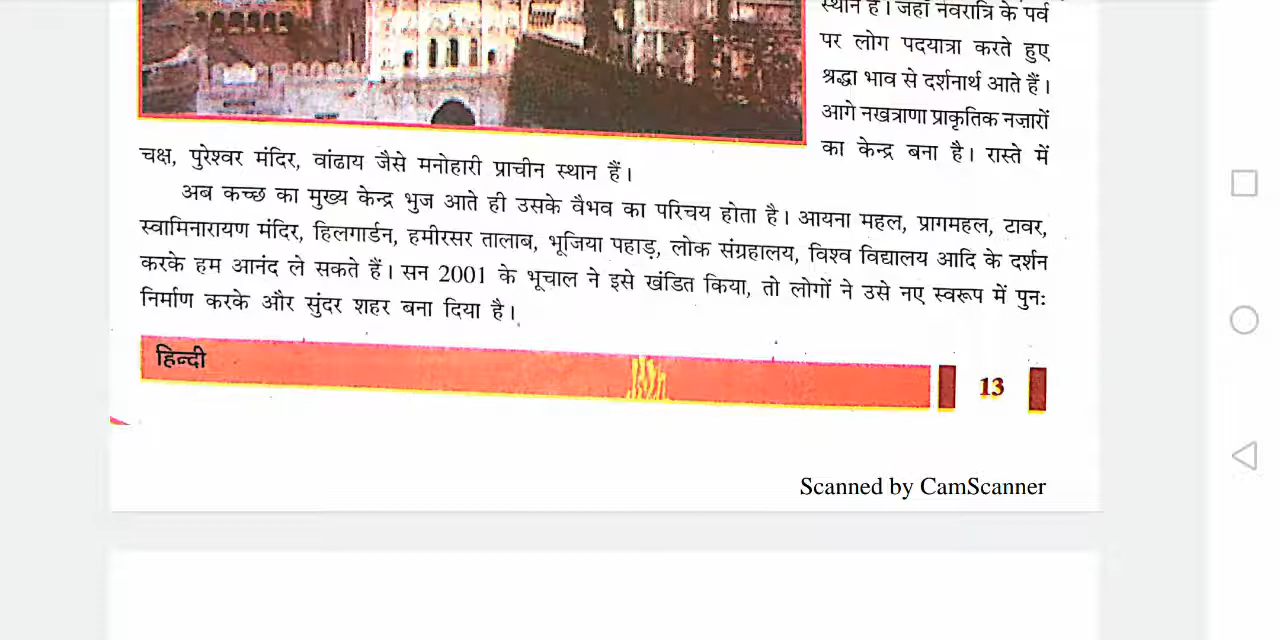 स्थान है। जहाँ नवरात्रि के पर्व
पर लोग पदयात्रा करते हुए
श्रद्धा भाव से दर्शनार्थ आते हैं।
आगे नखत्राणा प्राकृतिक नजारों
का केन्द्र बना है। रास्ते में
चक्ष, पुरेश्वर मंदिर, वांढाय जैसे मनोहारी प्राचीन स्थान हैं।
अब कच्छ का मुख्य केन्द्र भुज आते ही उसके वैभव का परिचय होता है। आयना महल, प्रागमहल, टावर,
स्वामिनारायण मंदिर, हिलगार्डन, हमीरसर तालाब, भूजिया पहाड़, लोक संग्रहालय, विश्व विद्यालय आदि के दर्शन
करके हम आनंद ले सकते हैं। सन 2001 के भूचाल ने इसे खंडित किया, तो लोगों ने उसे नए स्वरूप में पुनः
निर्माण करके और सुंदर शहर बना दिया है।
हिन्दी
13
Scanned by CamScanner